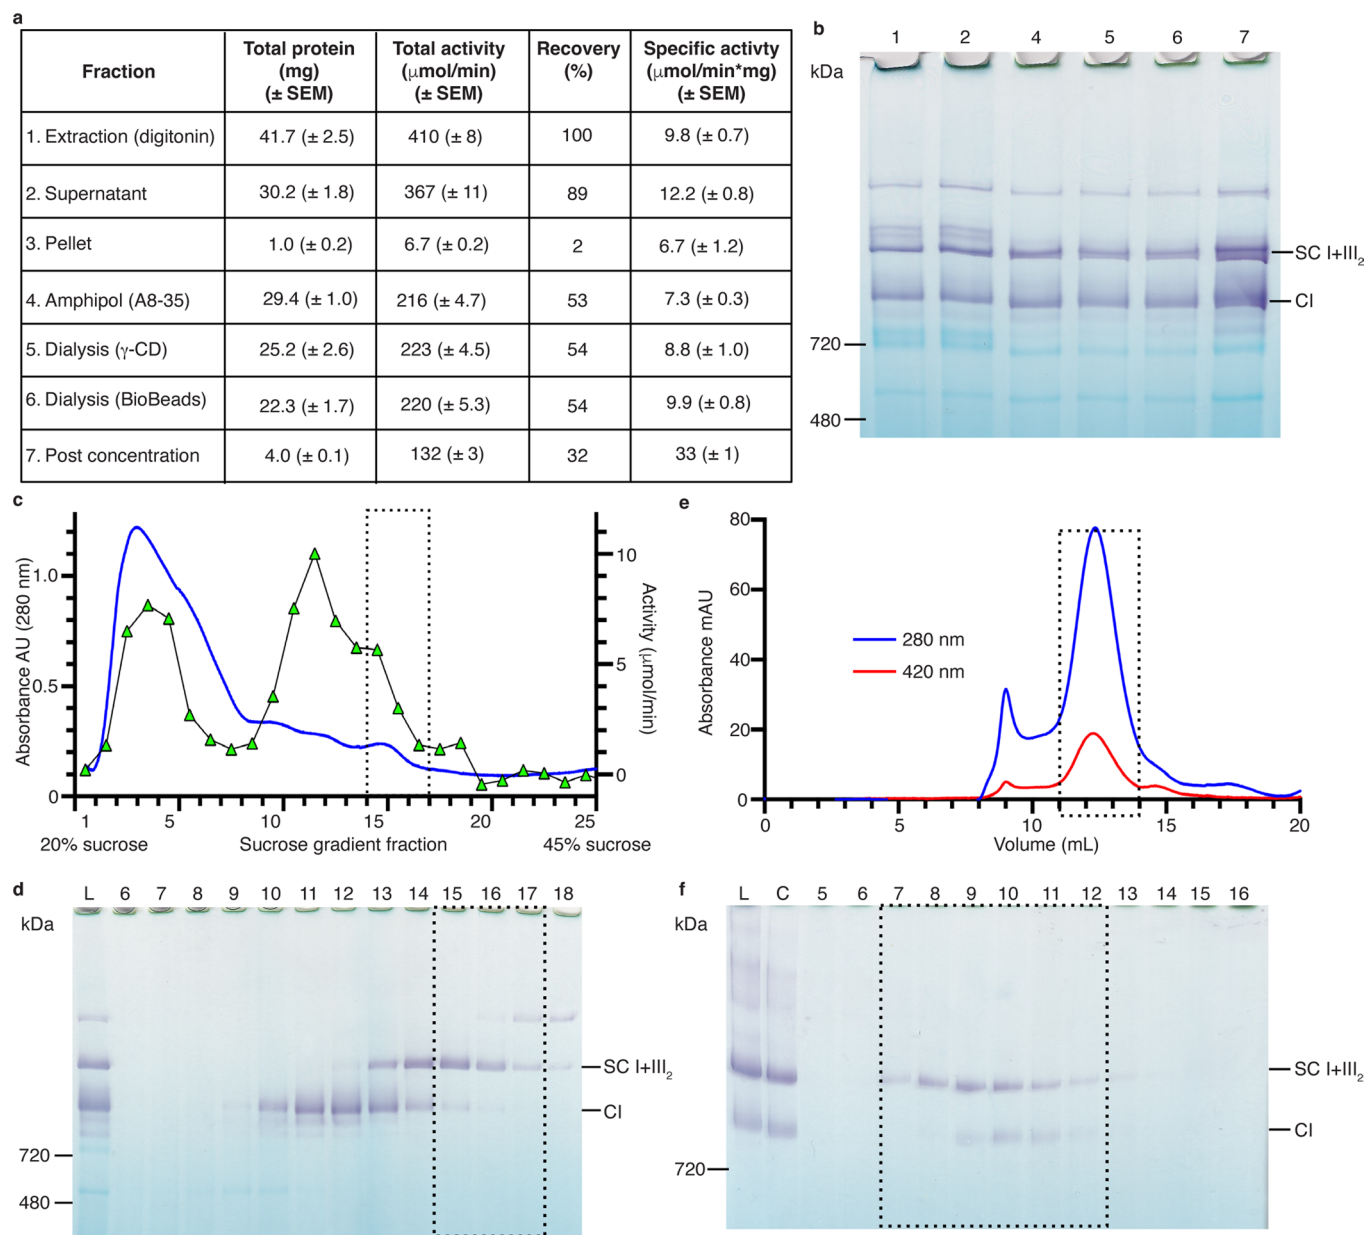 a
Fraction
Total protein
(mg)
(± SEM)
Total activity
(μmol/min)
(± SEM)
Recovery
(%)
Specific activty
(μmol/min*mg)
(± SEM)
1. Extraction (digitonin) 41.7 (± 2.5) 410 (± 8) 100 9.8 (± 0.7)
2. Supernatant 30.2 (± 1.8) 367 (± 11) 89 12.2 (± 0.8)
3. Pellet 1.0 (± 0.2) 6.7 (± 0.2) 2 6.7 (± 1.2)
4. Amphipol (A8-35) 29.4 (± 1.0) 216 (± 4.7) 53 7.3 (± 0.3)
5. Dialysis (γ-CD) 25.2 (± 2.6) 223 (± 4.5) 54 8.8 (± 1.0)
6. Dialysis (BioBeads) 22.3 (± 1.7) 220 (± 5.3) 54 9.9 (± 0.8)
7. Post concentration 4.0 (± 0.1) 132 (± 3) 32 33 (± 1)
b
1 2 4 5 6 7
kDa
SC I+III2
CI
720
480
c
Absorbance AU (280 nm)
1.0
0.5
0
10
5
0
Activity (μmol/min)
1 5 10 15 20 25
20% sucrose Sucrose gradient fraction 45% sucrose
e
Absorbance mAU
80
60
40
20
0
280 nm
420 nm
0 5 10 15 20
Volume (mL)
d
L 6 7 8 9 10 11 12 13 14 15 16 17 18
kDa
SC I+III2
CI
720
480
f
L C 5 6 7 8 9 10 11 12 13 14 15 16
kDa
SC I+III2
CI
720